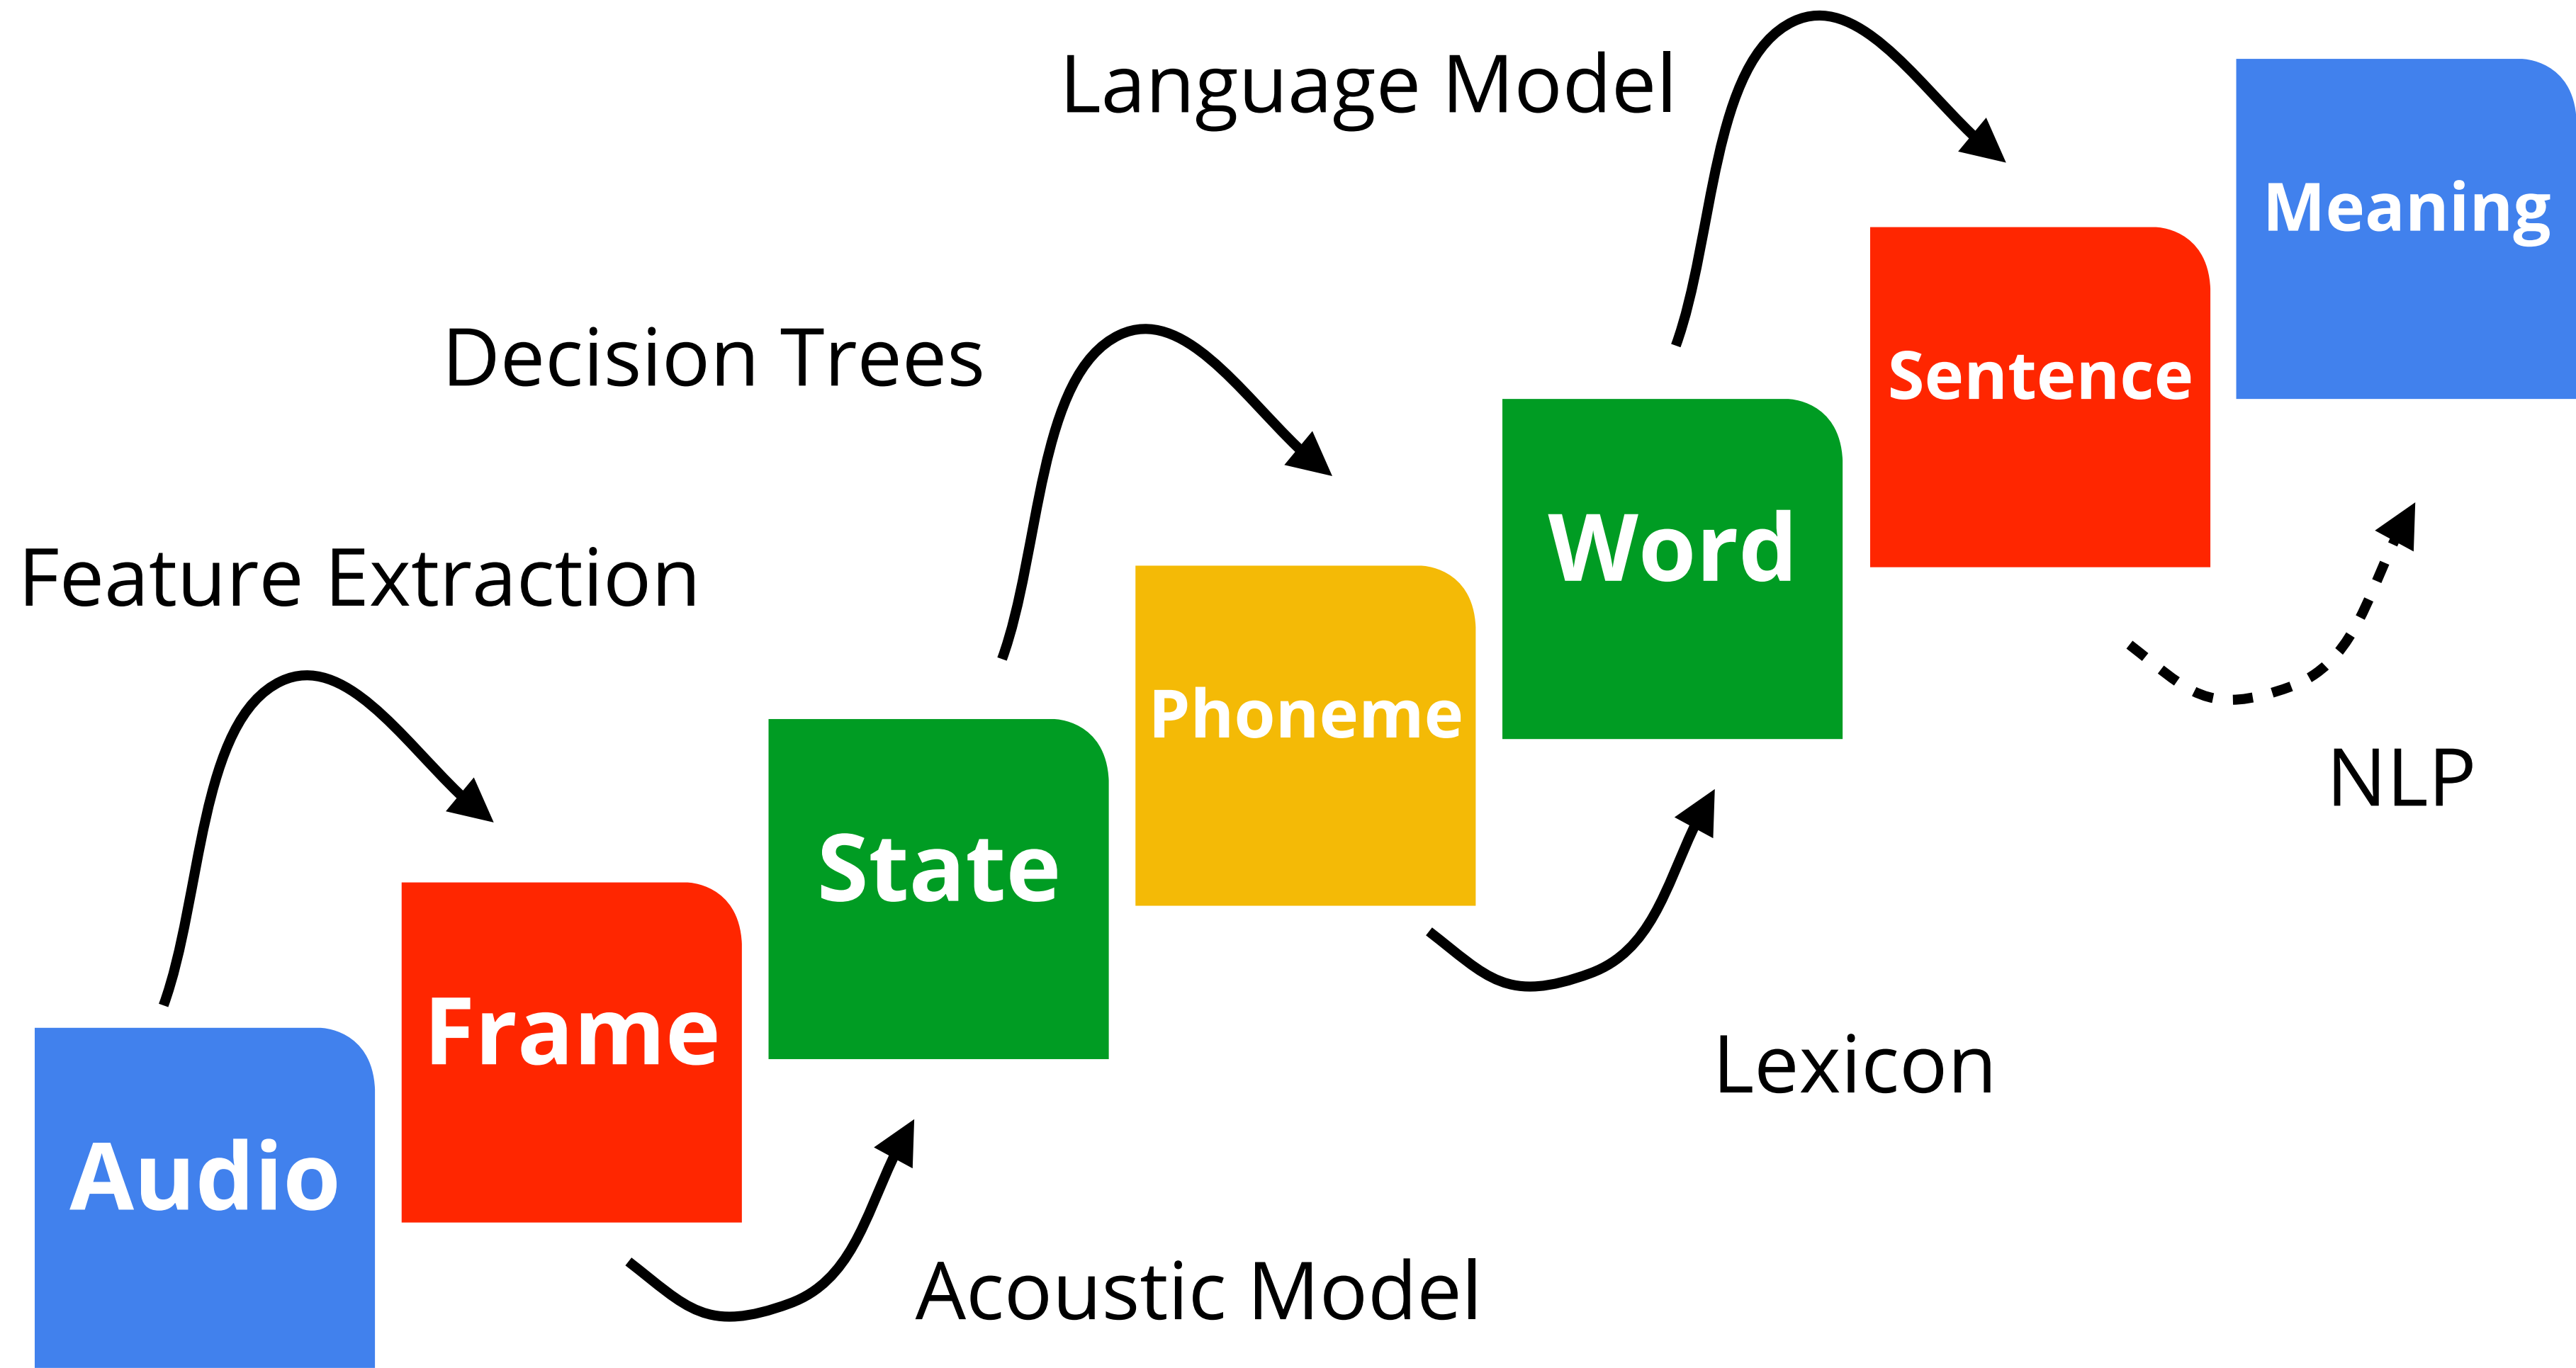 Language Model
Meaning
Sentence
Decision Trees
Word
Feature Extraction
Phoneme
NLP
State
Frame
Lexicon
Audio
Acoustic Model